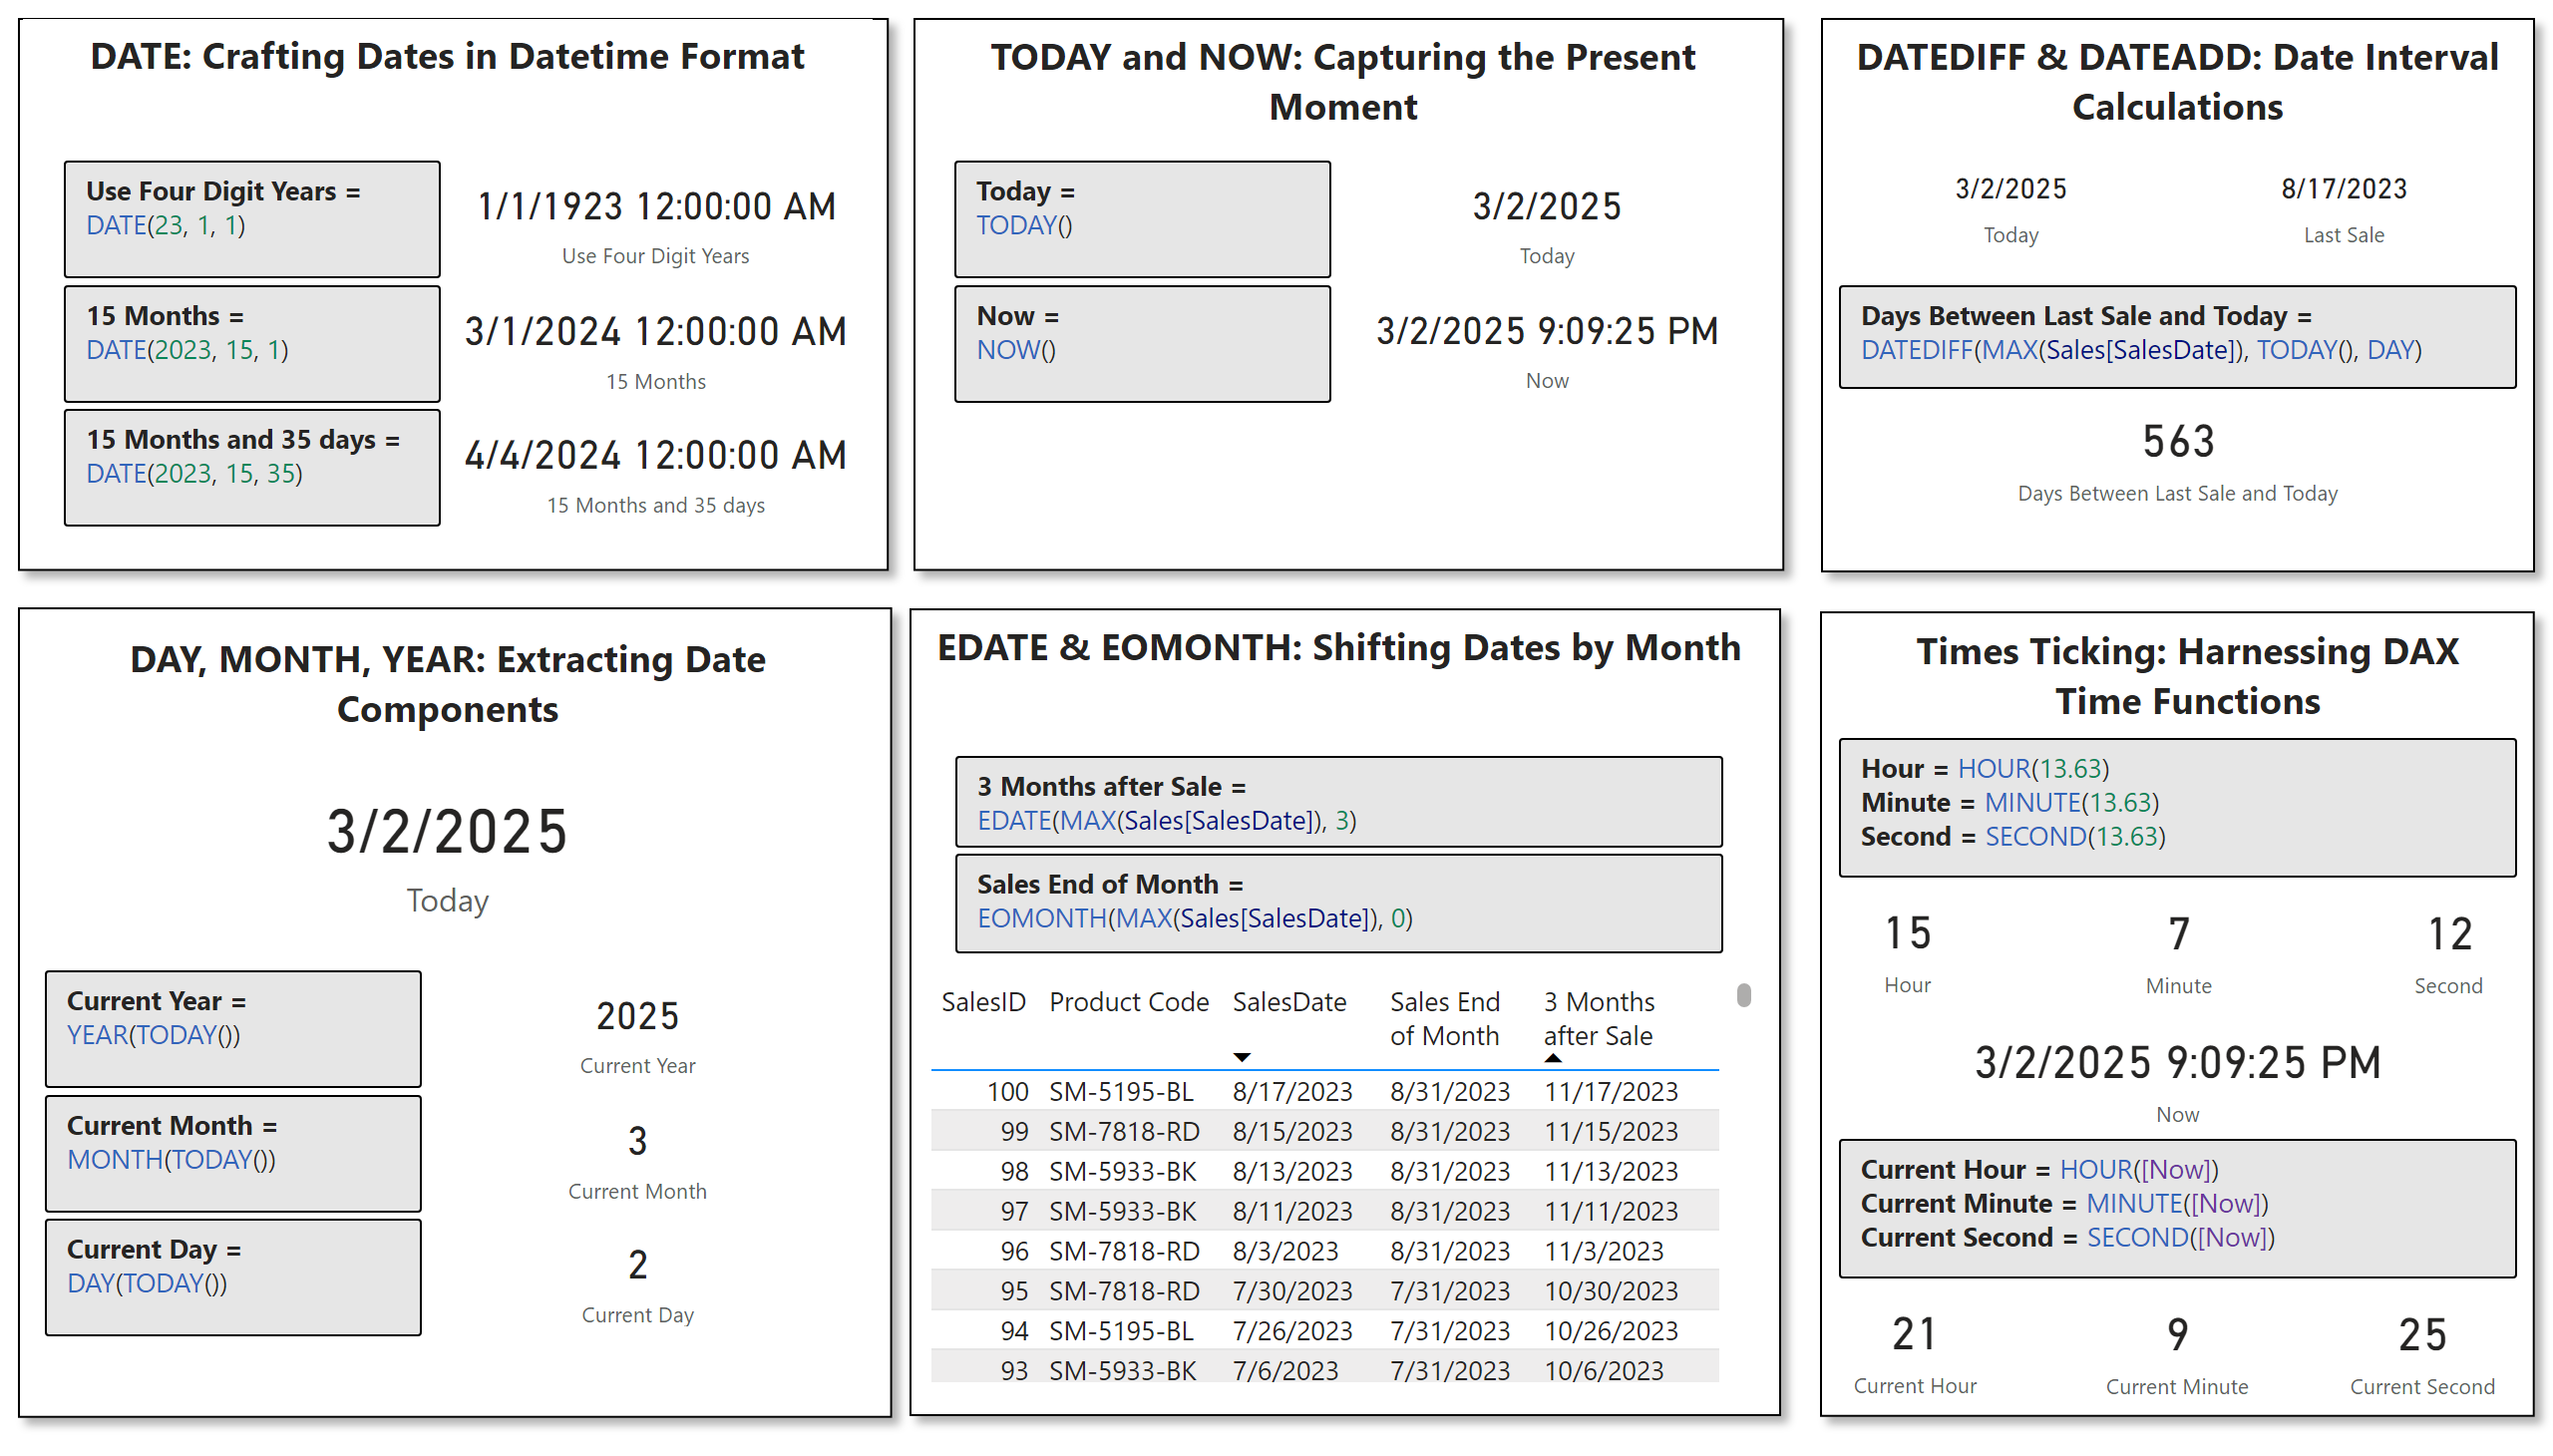 DATE: Crafting Dates in Datetime Format
Use Four Digit Years =
DATE(23, 1, 1)
1/1/1923 12:00:00 AM
Use Four Digit Years
15 Months =
DATE(2023, 15, 1)
3/1/2024 12:00:00 AM
15 Months
15 Months and 35 days =
DATE(2023, 15, 35)
4/4/2024 12:00:00 AM
15 Months and 35 days
TODAY and NOW: Capturing the Present
Moment
Today =
TODAY()
3/2/2025
Today
Now =
NOW()
3/2/2025 9:09:25 PM
Now
DATEDIFF & DATEADD: Date Interval
Calculations
3/2/2025
Today
8/17/2023
Last Sale
Days Between Last Sale and Today =
DATEDIFF(MAX(Sales[SalesDate]), TODAY(), DAY)
563
Days Between Last Sale and Today
DAY, MONTH, YEAR: Extracting Date
Components
3/2/2025
Today
Current Year =
YEAR(TODAY())
2025
Current Year
Current Month =
MONTH(TODAY())
3
Current Month
Current Day =
DAY(TODAY())
2
Current Day
EDATE & EOMONTH: Shifting Dates by Month
3 Months after Sale =
EDATE(MAX(Sales[SalesDate]), 3)
Sales End of Month =
EOMONTH(MAX(Sales[SalesDate]), 0)
SalesID Product Code SalesDate Sales End 3 Months
of Month after Sale
100 SM-5195-BL 8/17/2023 8/31/2023 11/17/2023
99 SM-7818-RD 8/15/2023 8/31/2023 11/15/2023
98 SM-5933-BK 8/13/2023 8/31/2023 11/13/2023
97 SM-5933-BK 8/11/2023 8/31/2023 11/11/2023
96 SM-7818-RD 8/3/2023 8/31/2023 11/3/2023
95 SM-7818-RD 7/30/2023 7/31/2023 10/30/2023
94 SM-5195-BL 7/26/2023 7/31/2023 10/26/2023
93 SM-5933-BK 7/6/2023 7/31/2023 10/6/2023
Times Ticking: Harnessing DAX
Time Functions
Hour = HOUR(13.63)
Minute = MINUTE(13.63)
Second = SECOND(13.63)
15 7 12
Hour Minute Second
3/2/2025 9:09:25 PM
Now
Current Hour = HOUR([Now])
Current Minute = MINUTE([Now])
Current Second = SECOND([Now])
21 9 25
Current Hour Current Minute Current Second